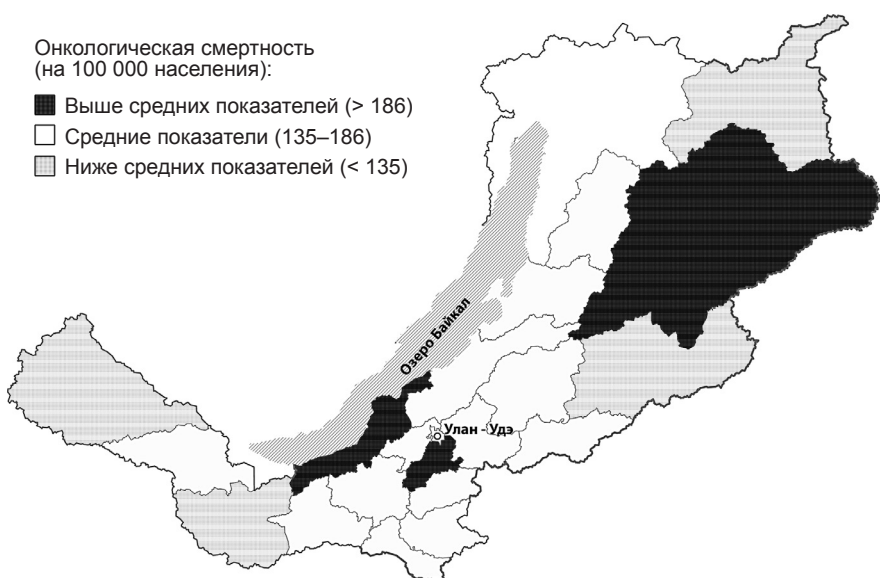 Онкологическая смертность
(на 100 000 населения):
Выше средних показателей (> 186)
Средние показатели (135–186)
Ниже средних показателей (< 135)
Озеро Байкал
Улан - Удэ